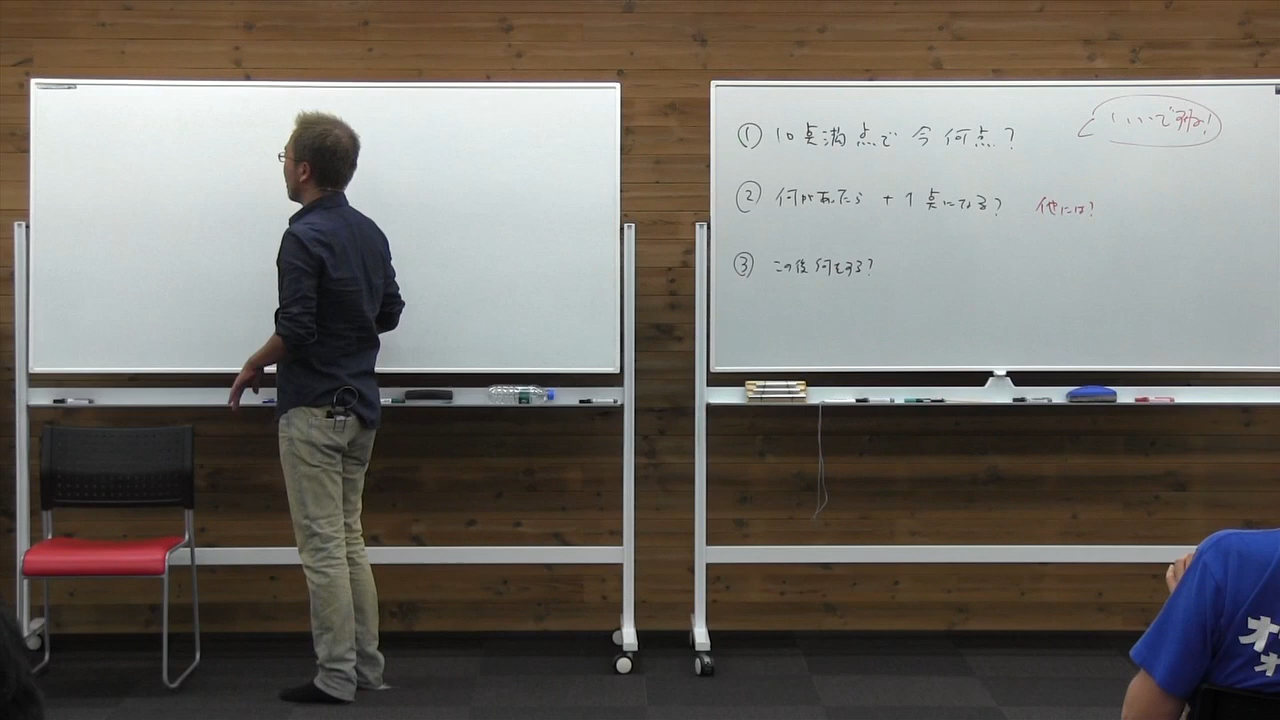 ① 10点満点で 今 何点?
いいですね!
② 何があったら +1点になる? 他には?
③ この後何をする?
オ
オ